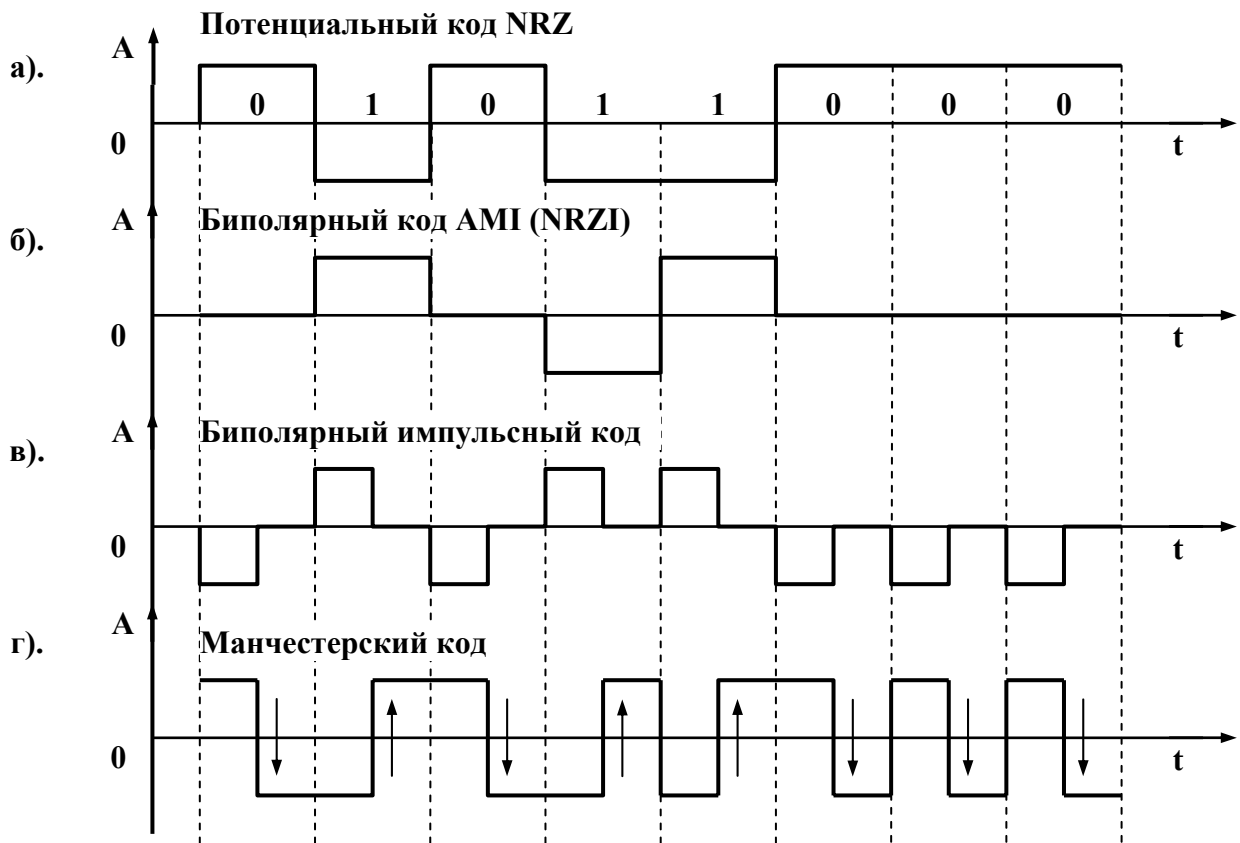 Потенциальный код NRZ
A
а).
0 1 0 1 1 0 0 0
0
t
Биполярный код AMI (NRZI)
A
б).
0
t
Биполярный импульсный код
A
в).
0
t
A
Манчестерский код
г).
0
t